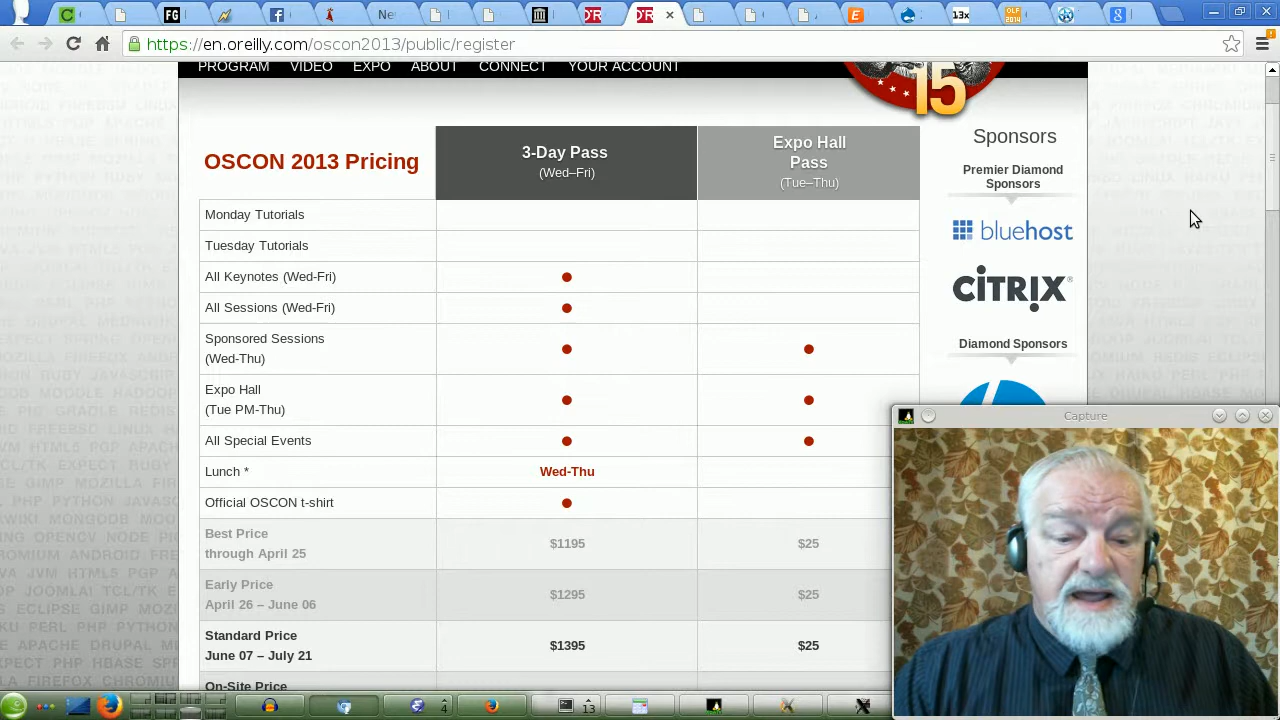 https://en.oreilly.com/oscon2013/public/register
PROGRAM VIDEO EXPO ABOUT CONNECT YOUR ACCOUNT
15
OSCON 2013 Pricing
3-Day Pass
(Wed–Fri)
Expo Hall
Pass
(Tue–Thu)
Monday Tutorials
Tuesday Tutorials
All Keynotes (Wed-Fri)
All Sessions (Wed-Fri)
Sponsored Sessions
(Wed-Thu)
Expo Hall
(Tue PM-Thu)
All Special Events
Lunch * Wed-Thu
Official OSCON t-shirt
Best Price
through April 25
$1195 $25
Early Price
April 26 – June 06
$1295 $25
Standard Price
June 07 – July 21
$1395 $25
On-Site Price
Sponsors
Premier Diamond
Sponsors
bluehost
CITRIX
Diamond Sponsors
Capture
4
13